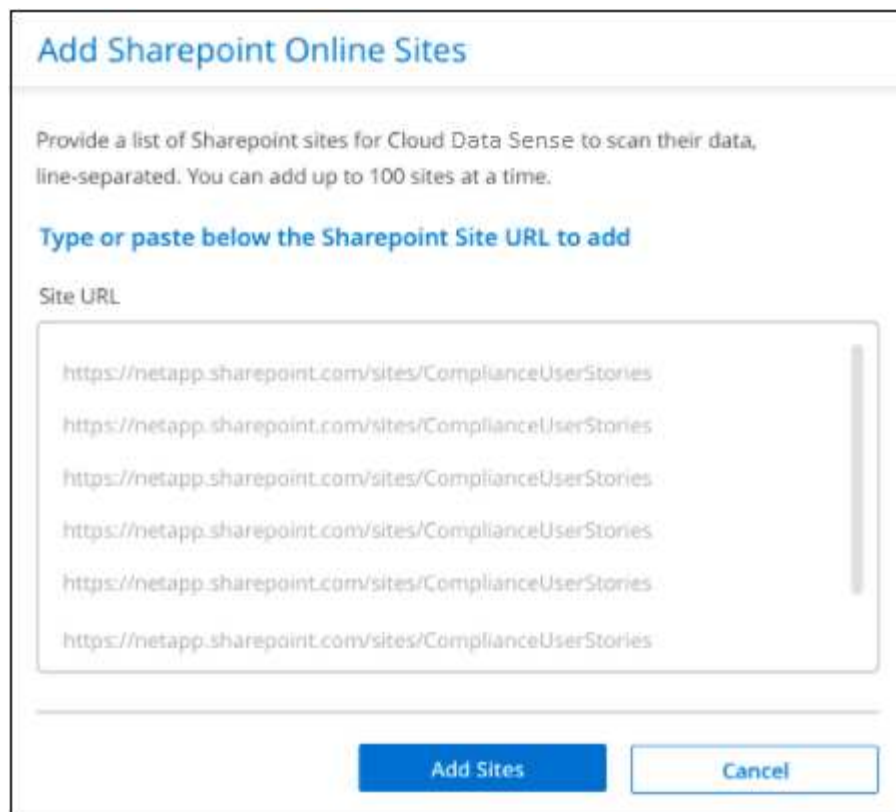 Add Sharepoint Online Sites
Provide a list of Sharepoint sites for Cloud Data Sense to scan their data,
line-separated. You can add up to 100 sites at a time.
Type or paste below the Sharepoint Site URL to add
Site URL
https://netapp.sharepoint.com/sites/ComplianceUserStories
https://netapp.sharepoint.com/sites/ComplianceUserStories
https://netapp.sharepoint.com/sites/ComplianceUserStories
https://netapp.sharepoint.com/sites/ComplianceUserStories
https://netapp.sharepoint.com/sites/ComplianceUserStories
https://netapp.sharepoint.com/sites/ComplianceUserStories
Add Sites
Cancel